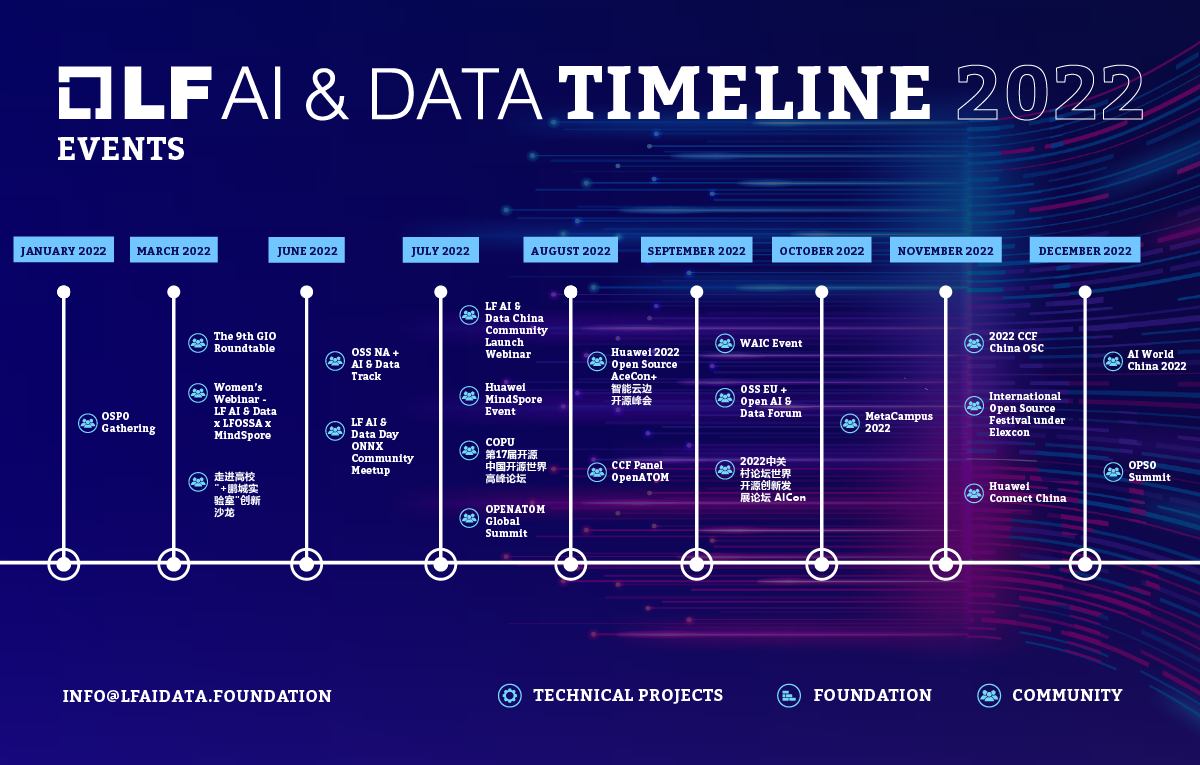 LF AI & DATA TIMELINE 2022
EVENTS
JANUARY 2022
MARCH 2022
JUNE 2022
JULY 2022
AUGUST 2022
SEPTEMBER 2022
OCTOBER 2022
NOVEMBER 2022
DECEMBER 2022
OSPO
Gathering
The 9th GIO
Roundtable
Women's
Webinar -
LF AI & Data
x LFOSSA x
MindSpore
走进高校
"+鹏城实
验室"创新
沙龙
OSS NA +
AI & Data
Track
LF AI &
Data Day
ONNX
Community
Meetup
LF AI &
Data China
Community
Launch
Webinar
Huawei
MindSpore
Event
COPU
第17届开源
中国开源世界
高峰论坛
OPENATOM
Global
Summit
Huawei 2022
Open Source
AceCon+
智能云边
开源峰会
CCF Panel
OpenATOM
WAIC Event
OSS EU +
Open AI &
Data Forum
2022中关
村论坛世界
开源创新发
展论坛 AICon
MetaCampus
2022
2022 CCF
China OSC
International
Open Source
Festival under
Elexcon
Huawei
Connect China
AI World
China 2022
OPSO
Summit
INFO@LFAIDATA.FOUNDATION
TECHNICAL PROJECTS
FOUNDATION
COMMUNITY